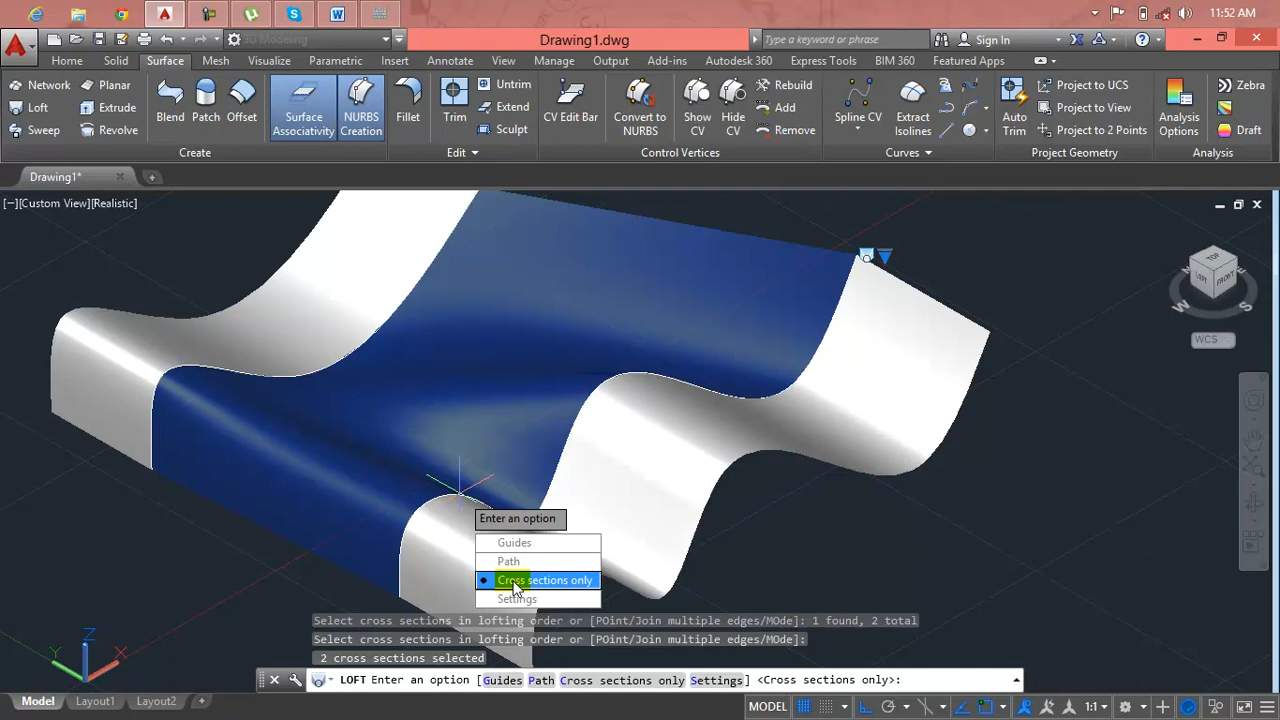 11:52 AM
3D Modeling
Drawing1.dwg
Type a keyword or phrase
Sign In
Home Solid Surface Mesh Visualize Parametric Insert Annotate View Manage Output Add-ins Autodesk 360 Express Tools BIM 360 Featured Apps
Network Planar
Loft Extrude
Sweep Revolve
Blend Patch Offset
Surface Associativity
NURBS Creation
Fillet
Trim
Untrim
Extend
Sculpt
CV Edit Bar
Convert to NURBS
Show CV
Hide CV
Rebuild
Add
Remove
Spline CV
Extract Isolines
Auto Trim
Project to UCS
Project to View
Project to 2 Points
Analysis Options
Zebra
Draft
Create Edit Control Vertices Curves Project Geometry Analysis
Drawing1*
[−][Custom View][Realistic]
TOP
LEFT FRONT
W S
WCS
Enter an option
Guides
Path
Cross sections only
Settings
Select cross sections in lofting order or [POint/Join multiple edges/MOde]: 1 found, 2 total
Select cross sections in lofting order or [POint/Join multiple edges/MOde]:
2 cross sections selected
LOFT Enter an option [Guides Path Cross sections only Settings] <Cross sections only>:
Z
Y X
Model Layout1 Layout2 +
MODEL 1:1